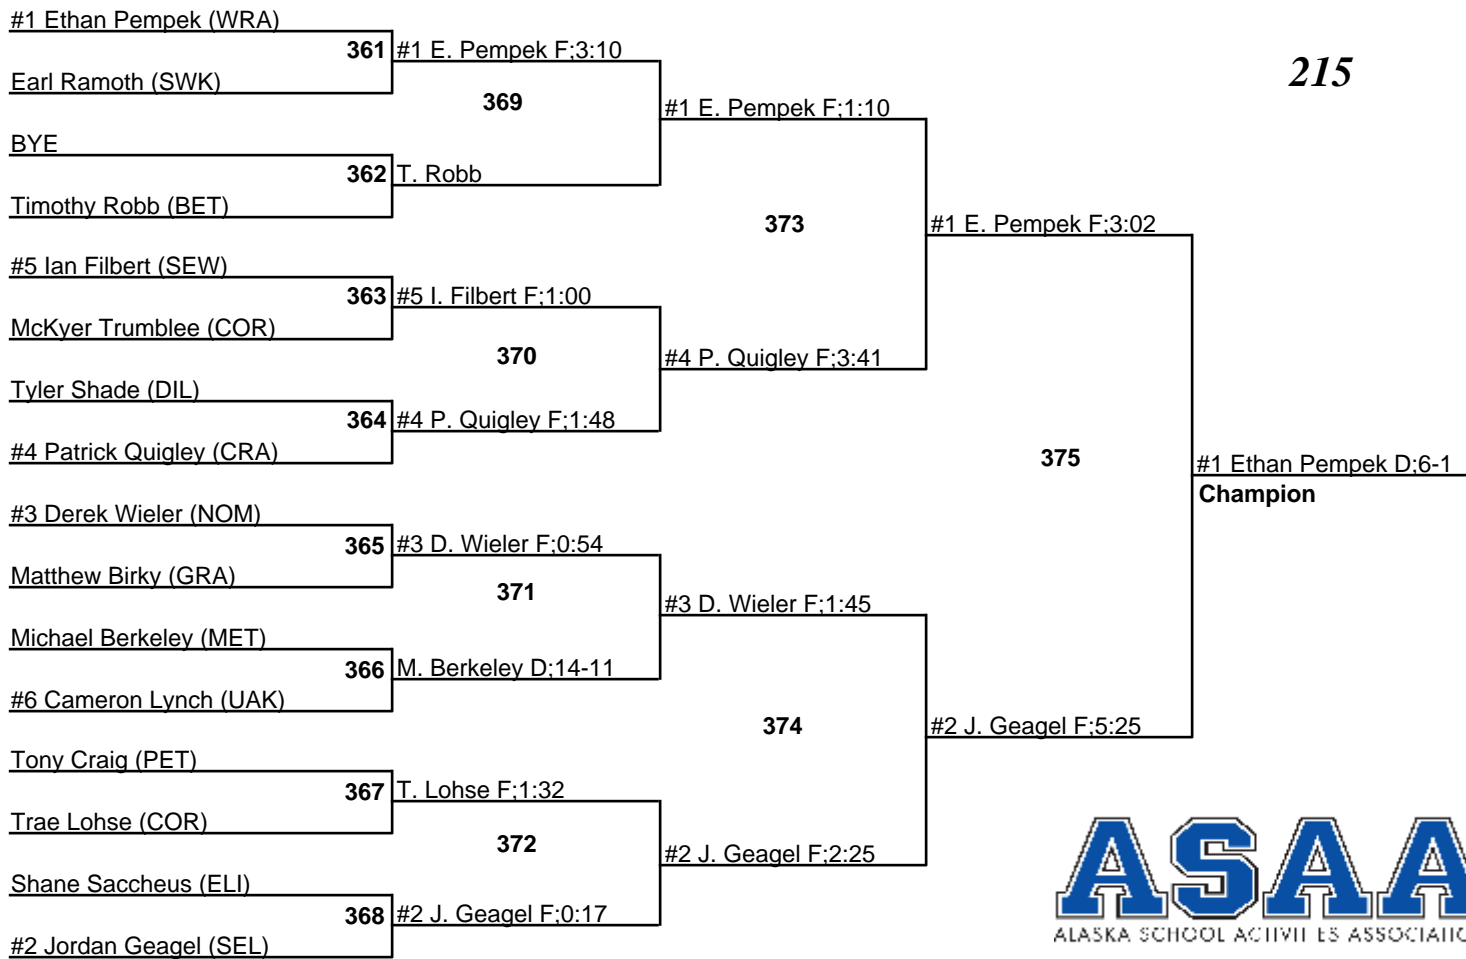 #1 Ethan Pempek (WRA)
361 #1 E. Pempek F;3:10
215
Earl Ramoth (SWK)
369
#1 E. Pempek F;1:10
BYE
362 T. Robb
Timothy Robb (BET)
373
#1 E. Pempek F;3:02
#5 Ian Filbert (SEW)
363 #5 I. Filbert F;1:00
McKyer Trumblee (COR)
370
#4 P. Quigley F;3:41
Tyler Shade (DIL)
364 #4 P. Quigley F;1:48
#4 Patrick Quigley (CRA)
375
#1 Ethan Pempek D;6-1
Champion
#3 Derek Wieler (NOM)
365 #3 D. Wieler F;0:54
Matthew Birky (GRA)
371
#3 D. Wieler F;1:45
Michael Berkeley (MET)
366 M. Berkeley D;14-11
#6 Cameron Lynch (UAK)
374
#2 J. Geagel F;5:25
Tony Craig (PET)
367 T. Lohse F;1:32
Trae Lohse (COR)
372
#2 J. Geagel F;2:25
Shane Saccheus (ELI)
368 #2 J. Geagel F;0:17
#2 Jordan Geagel (SEL)
ASAA
ALASKA SCHOOL ACTIVITIES ASSOCIATIO